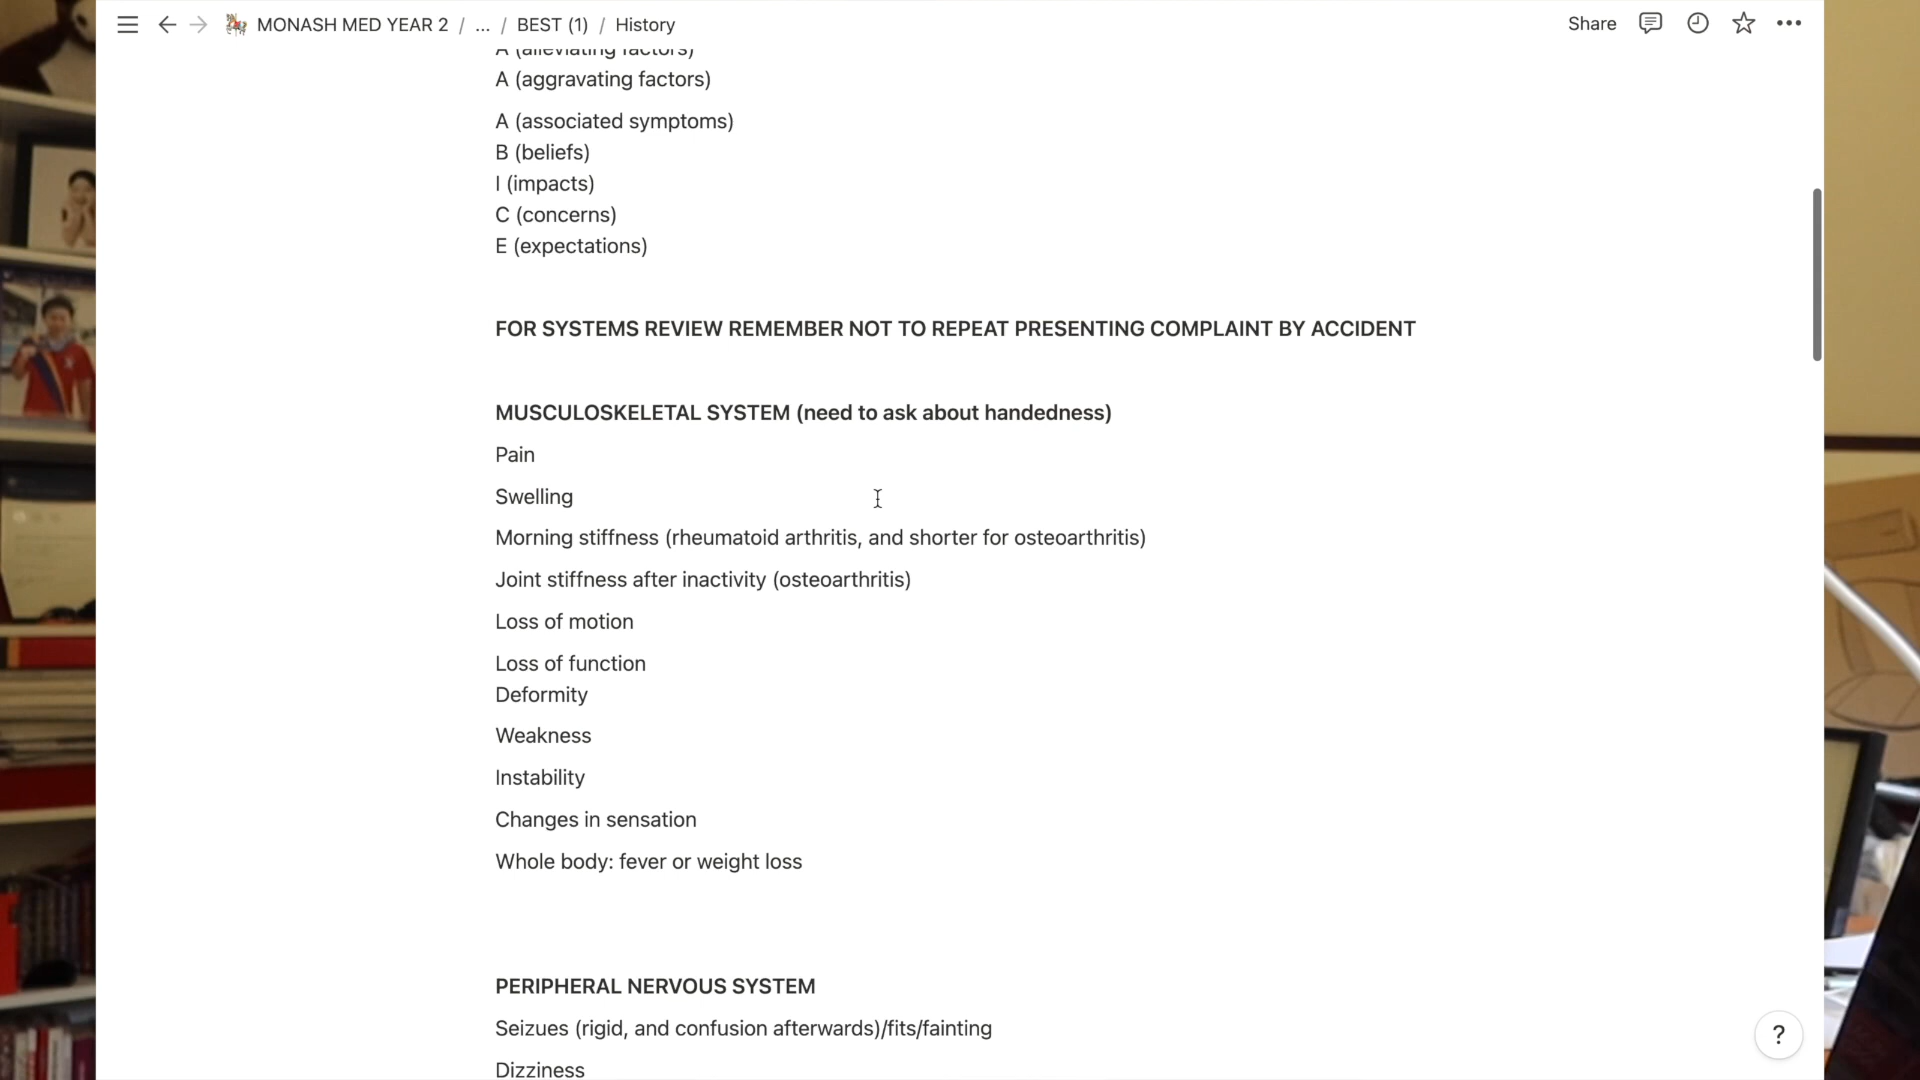 MONASH MED YEAR 2 / ... / BEST (1) / History
Share
A (alleviating factors)
A (aggravating factors)
A (associated symptoms)
B (beliefs)
I (impacts)
C (concerns)
E (expectations)
FOR SYSTEMS REVIEW REMEMBER NOT TO REPEAT PRESENTING COMPLAINT BY ACCIDENT
MUSCULOSKELETAL SYSTEM (need to ask about handedness)
Pain
Swelling
Morning stiffness (rheumatoid arthritis, and shorter for osteoarthritis)
Joint stiffness after inactivity (osteoarthritis)
Loss of motion
Loss of function
Deformity
Weakness
Instability
Changes in sensation
Whole body: fever or weight loss
PERIPHERAL NERVOUS SYSTEM
Seizues (rigid, and confusion afterwards)/fits/fainting
Dizziness
?